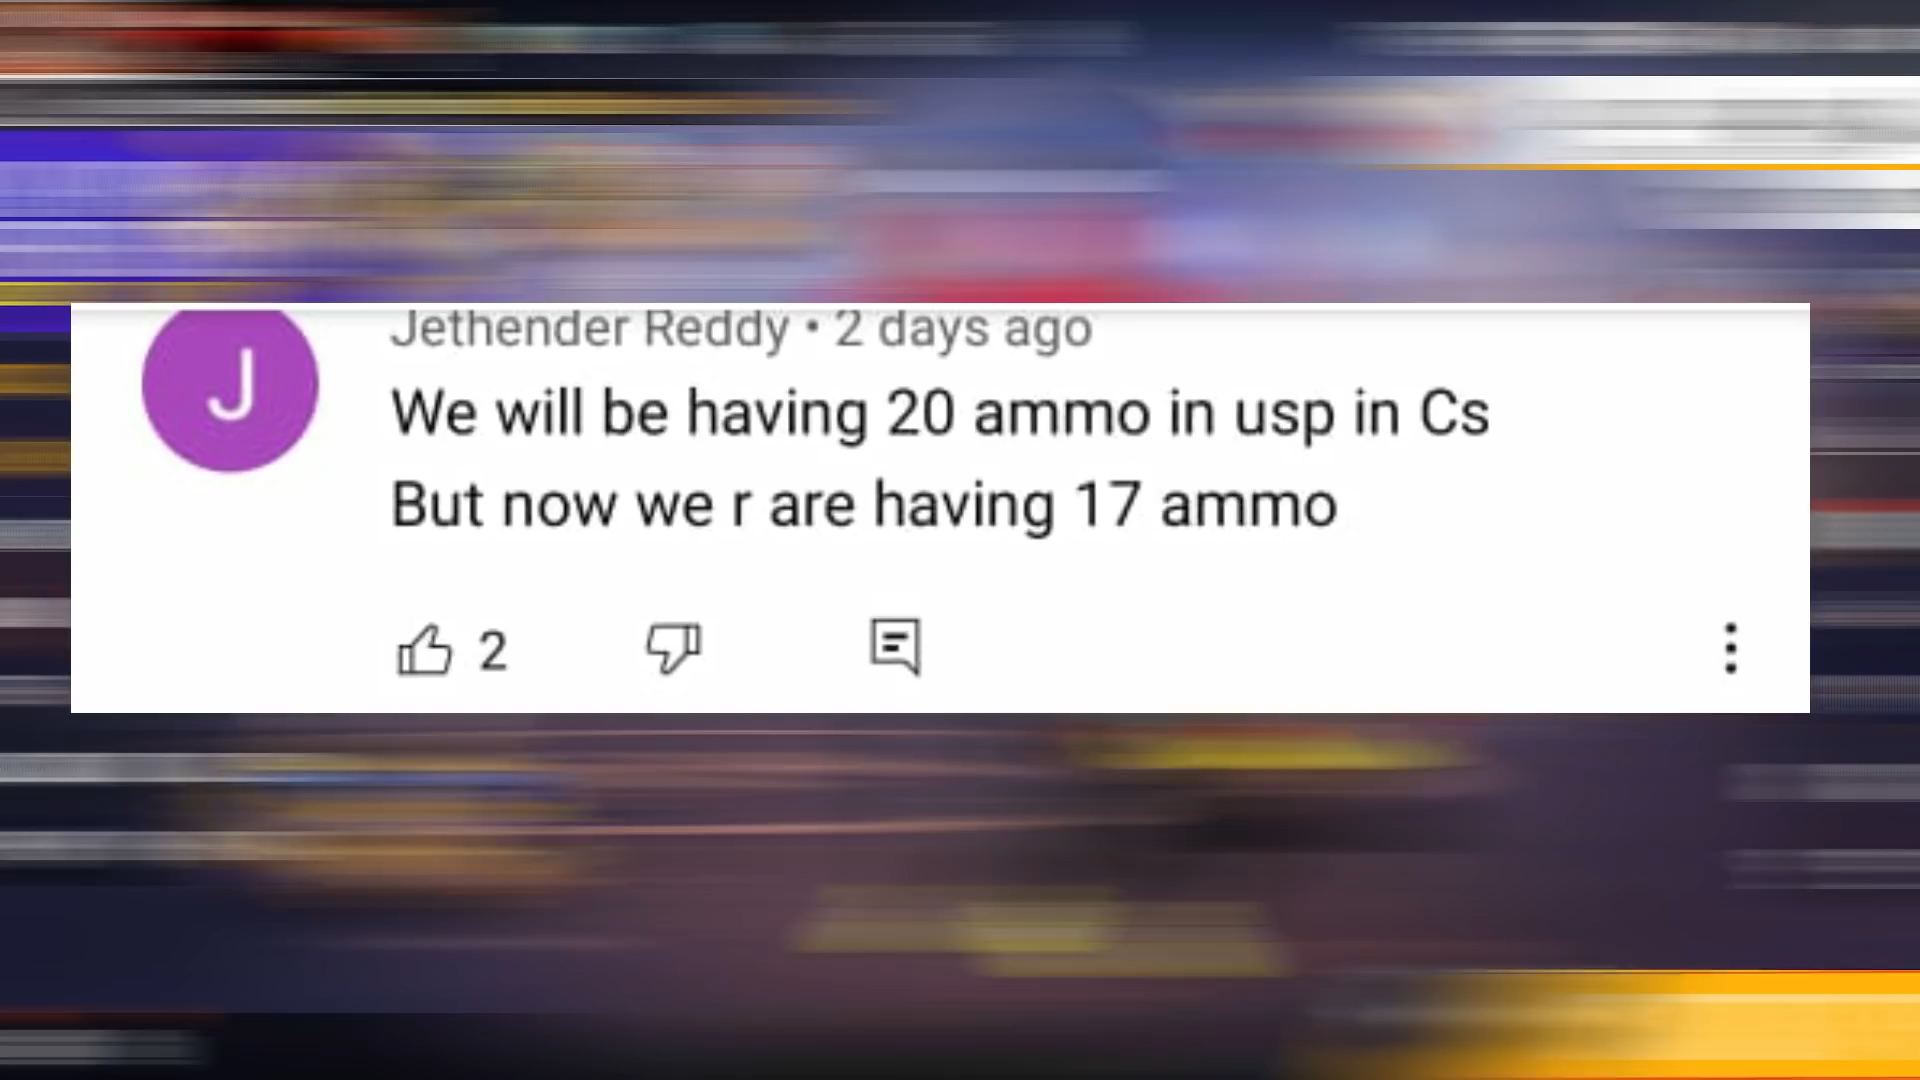 J
Jethender Reddy • 2 days ago
We will be having 20 ammo in usp in Cs
But now we r are having 17 ammo
2